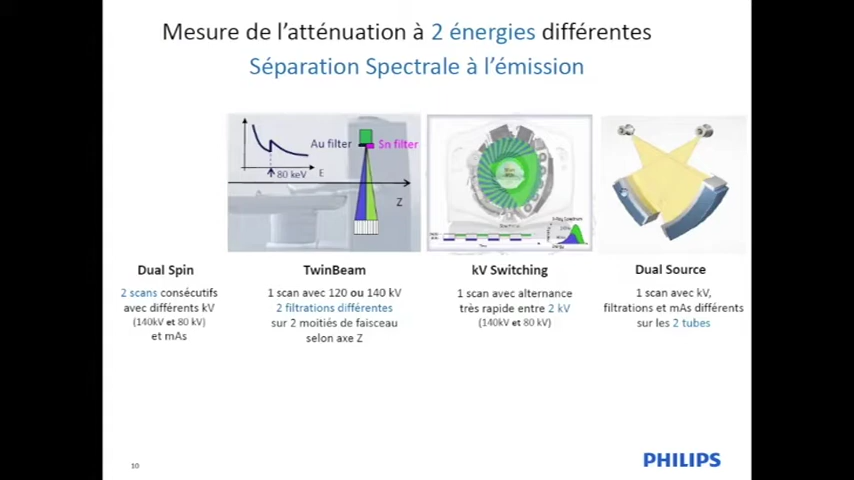 Mesure de l’atténuation à 2 énergies différentes
Séparation Spectrale à l’émission
Au filter
Sn filter
80 keV
E
Z
Dual Spin
2 scans consécutifs
avec différents kV
(140kV et 80 kV)
et mAs
TwinBeam
1 scan avec 120 ou 140 kV
2 filtrations différentes
sur 2 moitiés de faisceau
selon axe Z
kV Switching
1 scan avec alternance
très rapide entre 2 kV
(140kV et 80 kV)
Dual Source
1 scan avec kV,
filtrations et mAs différents
sur les 2 tubes
10
PHILIPS